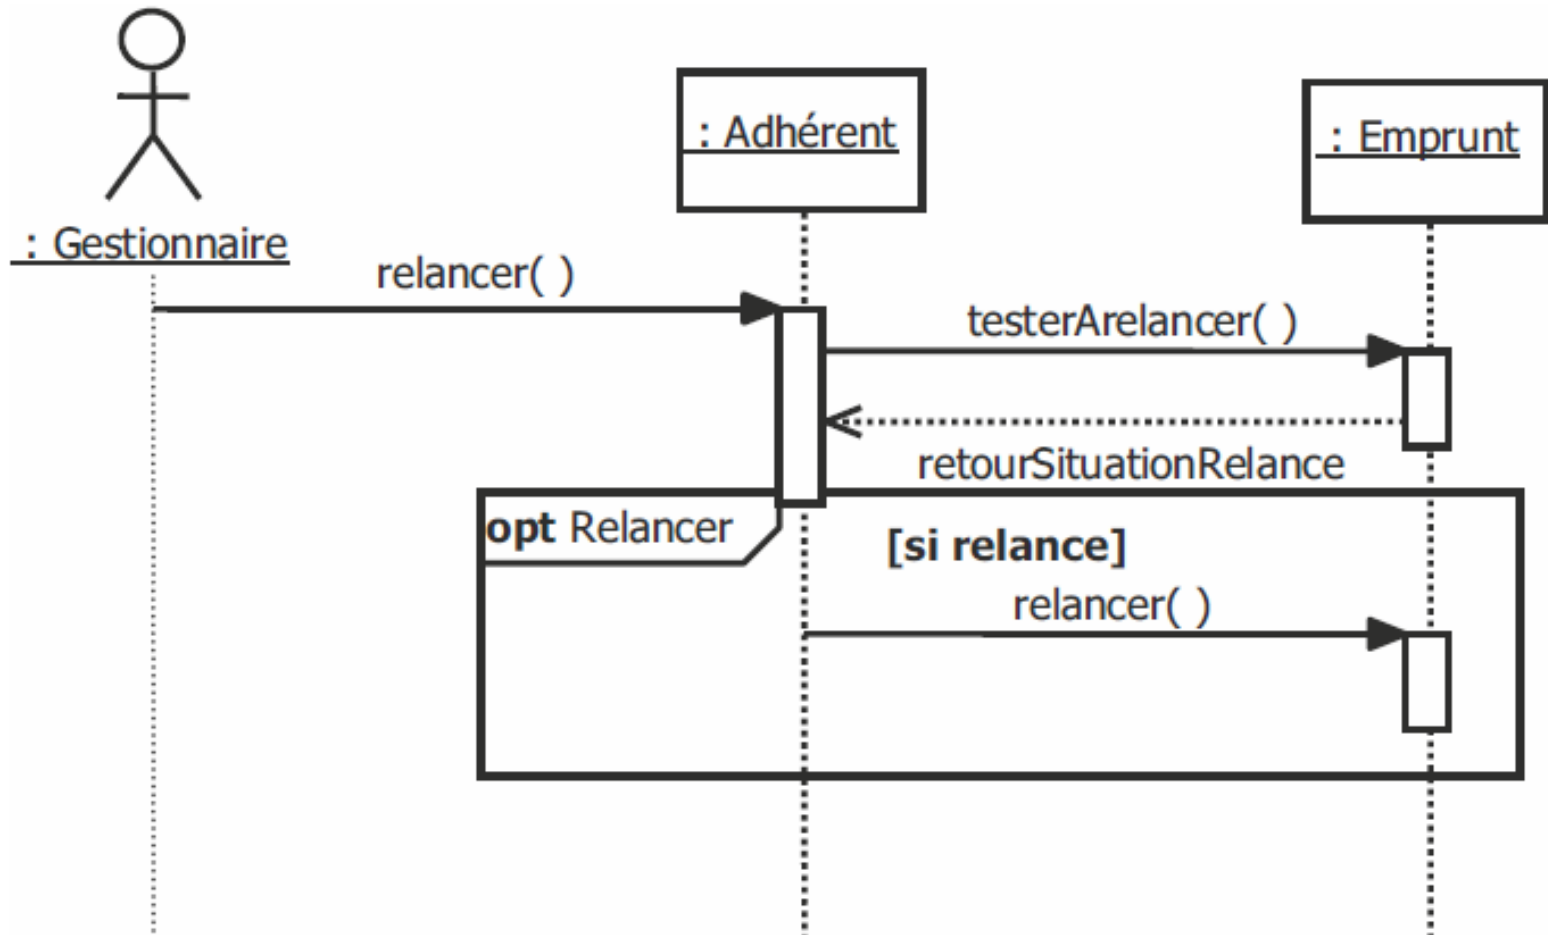 : Adhérent
: Emprunt
: Gestionnaire
relancer( )
testerArelancer( )
retourSituationRelance
opt Relancer
[si relance]
relancer( )